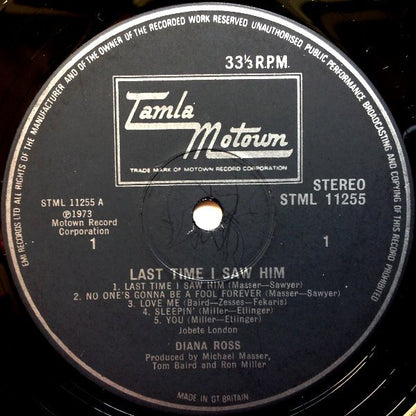 EMI RECORDS LTD ALL RIGHTS OF THE MANUFACTURER AND OF THE OWNER OF THE RECORDED WORK RESERVED UNAUTHORISED PUBLIC PERFORMANCE BROADCASTING AND COPYING OF THIS RECORD PROHIBITED
33⅓ R.P.M.
Tamla
Motown
TRADE MARK OF MOTOWN RECORD CORPORATION
STML 11255 A
℗1973
Motown Record
Corporation
1
STEREO
STML 11255
1
LAST TIME I SAW HIM
1. LAST TIME I SAW HIM (Masser—Sawyer)
2. NO ONE'S GONNA BE A FOOL FOREVER (Masser—Sawyer)
3. LOVE ME (Baird—Zesses—Fekaris)
4. SLEEPIN' (Miller—Etlinger)
5. YOU (Miller—Etlinger)
Jobete London
DIANA ROSS
Produced by Michael Masser,
Tom Baird and Ron Miller
MADE IN GT BRITAIN